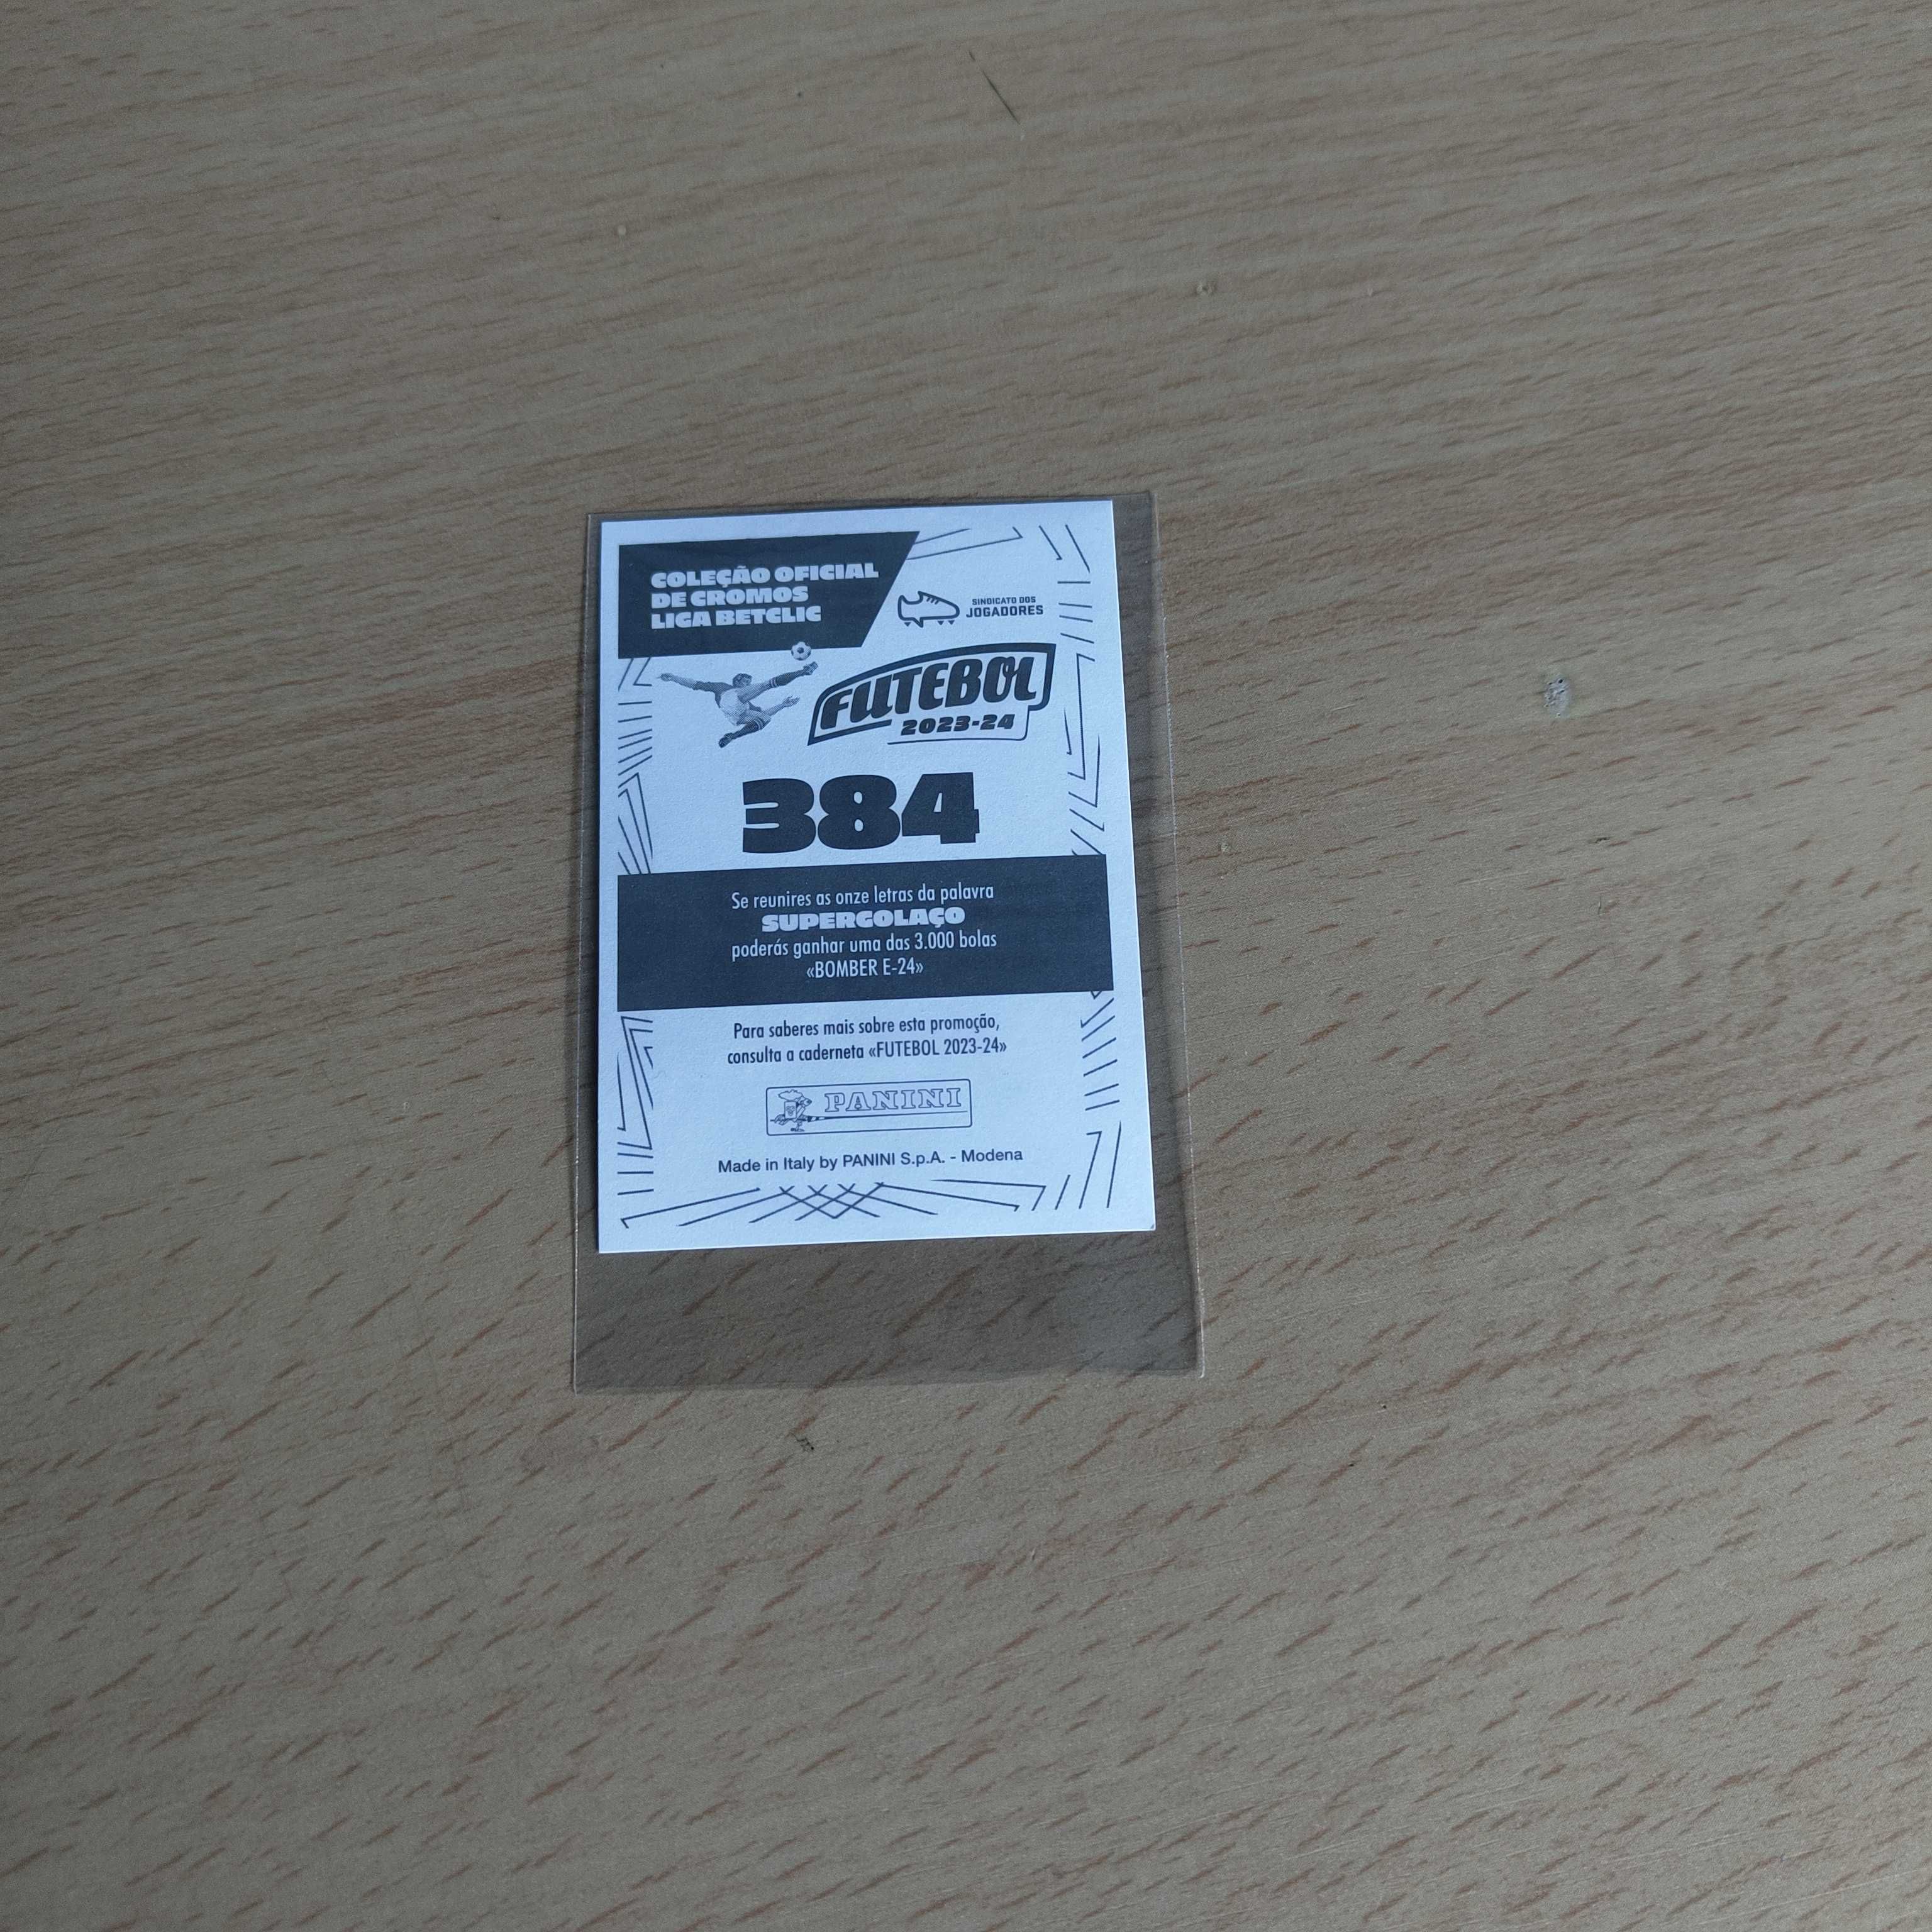 COLEÇÃO OFICIAL
DE CROMOS
LIGA BETCLIC
SINDICATO DOS
JOGADORES
FUTEBOL
2023-24
384
Se reunires as onze letras da palavra
SUPERGOLAÇO
poderás ganhar uma das 3.000 bolas
«BOMBER E-24»
Para saberes mais sobre esta promoção,
consulta a caderneta «FUTEBOL 2023-24»
PANINI
Made in Italy by PANINI S.p.A. - Modena